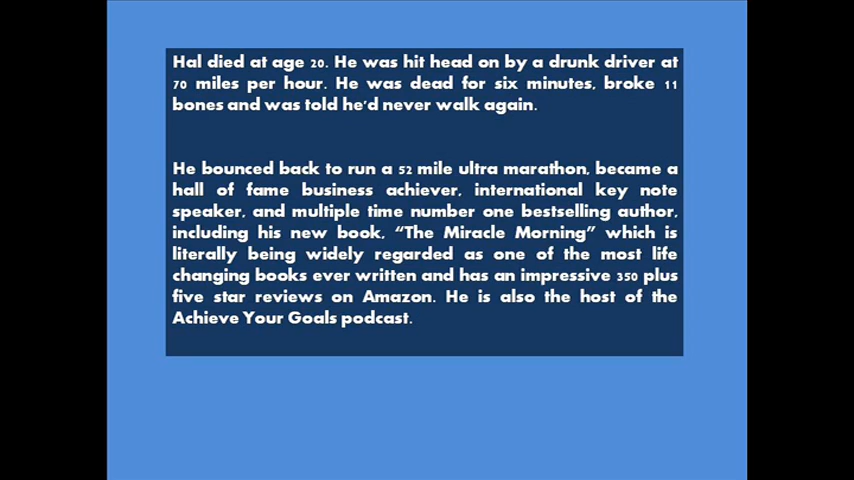 Hal died at age 20. He was hit head on by a drunk driver at
70 miles per hour. He was dead for six minutes, broke 11
bones and was told he'd never walk again.
He bounced back to run a 52 mile ultra marathon, became a
hall of fame business achiever, international key note
speaker, and multiple time number one bestselling author,
including his new book, “The Miracle Morning” which is
literally being widely regarded as one of the most life
changing books ever written and has an impressive 350 plus
five star reviews on Amazon. He is also the host of the
Achieve Your Goals podcast.